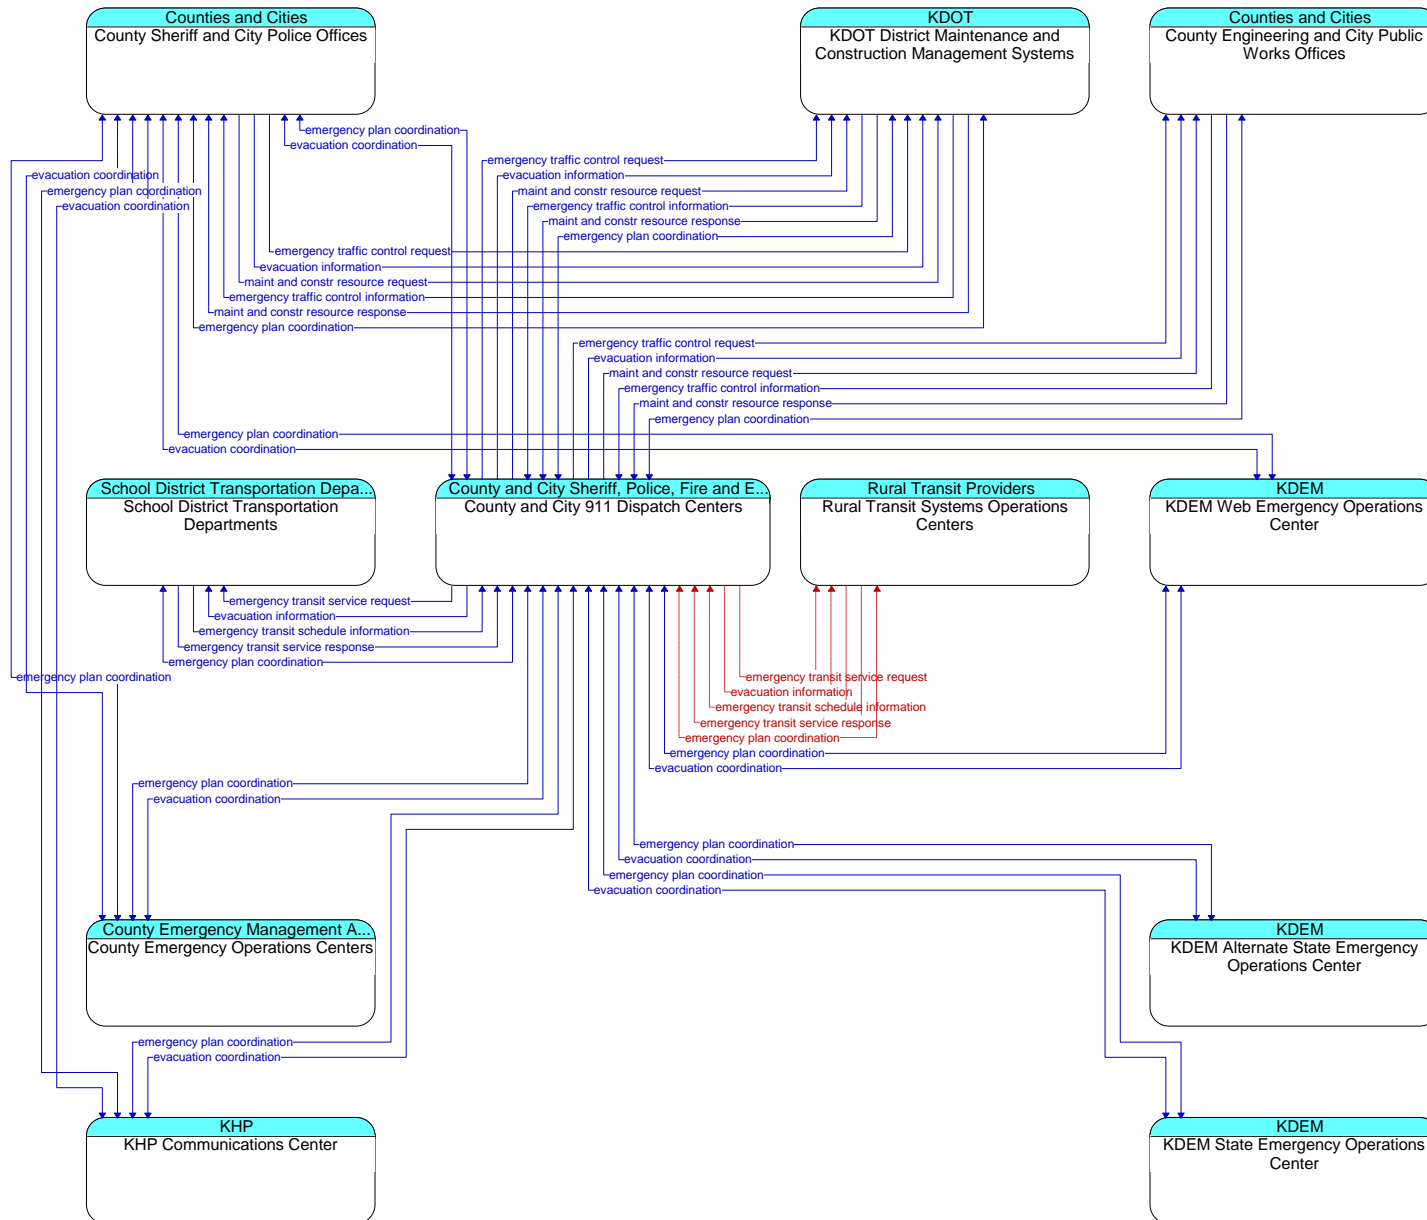 Counties and Cities
County Sheriff and City Police Offices
KDOT
KDOT District Maintenance and
Construction Management Systems
Counties and Cities
County Engineering and City Public
Works Offices
emergency plan coordination
evacuation coordination
emergency traffic control request
evacuation information
maint and constr resource request
emergency traffic control information
maint and constr resource response
emergency plan coordination
evacuation coordination
emergency plan coordination
evacuation coordination
emergency traffic control request
evacuation information
maint and constr resource request
emergency traffic control information
maint and constr resource response
emergency plan coordination
emergency traffic control request
evacuation information
maint and constr resource request
emergency traffic control information
maint and constr resource response
emergency plan coordination
emergency plan coordination
evacuation coordination
School District Transportation Depa...
School District Transportation
Departments
County and City Sheriff, Police, Fire and E...
County and City 911 Dispatch Centers
Rural Transit Providers
Rural Transit Systems Operations
Centers
KDEM
KDEM Web Emergency Operations
Center
emergency transit service request
evacuation information
emergency transit schedule information
emergency transit service response
emergency plan coordination
emergency plan coordination
emergency transit service request
evacuation information
emergency transit schedule information
emergency transit service response
emergency plan coordination
emergency plan coordination
evacuation coordination
emergency plan coordination
evacuation coordination
emergency plan coordination
evacuation coordination
emergency plan coordination
evacuation coordination
County Emergency Management A...
County Emergency Operations Centers
KDEM
KDEM Alternate State Emergency
Operations Center
emergency plan coordination
evacuation coordination
KHP
KHP Communications Center
KDEM
KDEM State Emergency Operations
Center